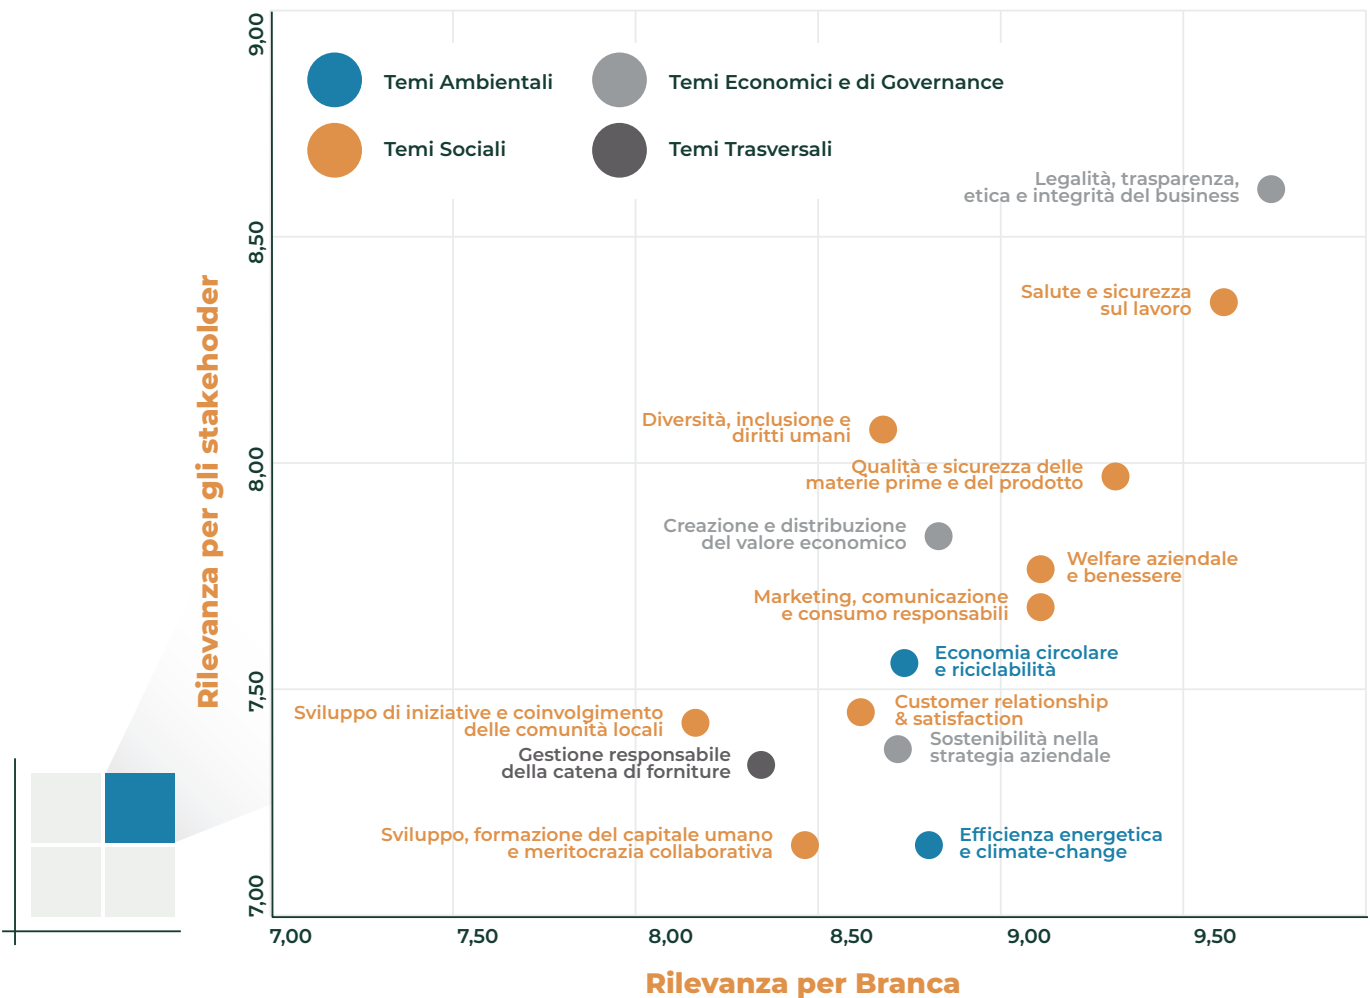 9,00
Temi Ambientali
Temi Economici e di Governance
Temi Sociali
Temi Trasversali
Legalità, trasparenza,
etica e integrità del business
8,50
Salute e sicurezza
sul lavoro
Rilevanza per gli stakeholder
Diversità, inclusione e
diritti umani
8,00
Qualità e sicurezza delle
materie prime e del prodotto
Creazione e distribuzione
del valore economico
Welfare aziendale
e benessere
Marketing, comunicazione
e consumo responsabili
Economia circolare
e riciclabilità
7,50
Customer relationship
& satisfaction
Sviluppo di iniziative e coinvolgimento
delle comunità locali
Sostenibilità nella
strategia aziendale
Gestione responsabile
della catena di forniture
Sviluppo, formazione del capitale umano
e meritocrazia collaborativa
Efficienza energetica
e climate-change
7,00
7,00
7,50
8,00
8,50
9,00
9,50
Rilevanza per Branca